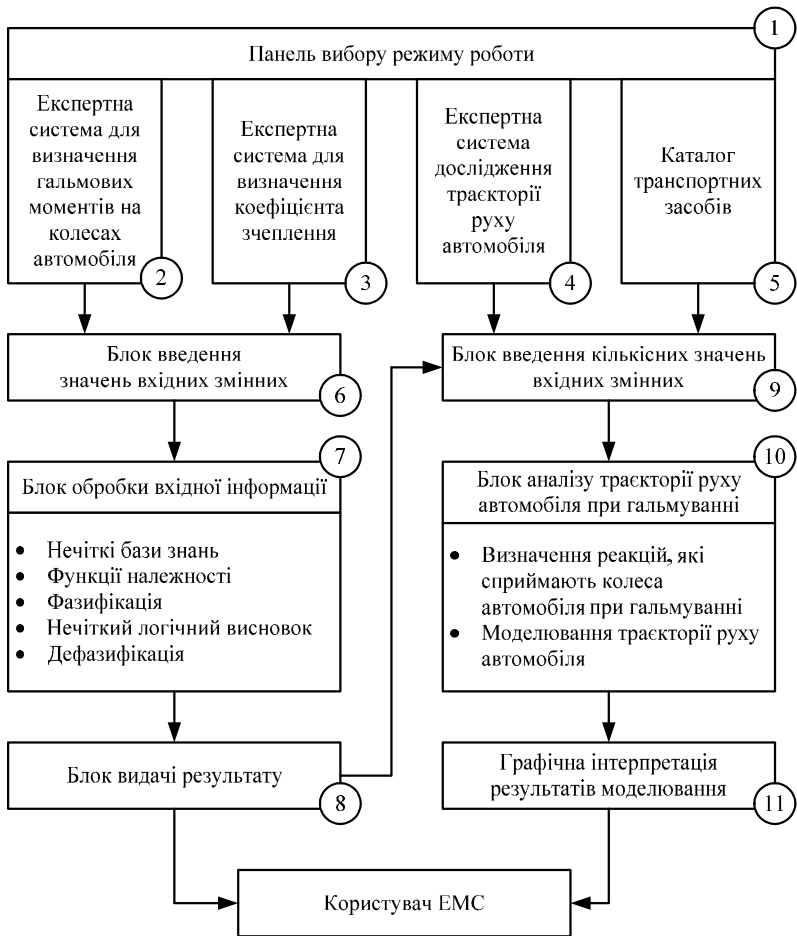 1
Панель вибору режиму роботи
Експертна
система для
визначення
гальмових
моментів на
колесах
автомобіля
2
Експертна
система для
визначення
коефіцієнта
зчеплення
3
Експертна
система
дослідження
траєкторії
руху
автомобіля
4
Каталог
транспортних
засобів
5
Блок введення
значень вхідних змінних
6
Блок введення кількісних значень
вхідних змінних
9
7
Блок обробки вхідної інформації
• Нечіткі бази знань
• Функції належності
• Фазифікація
• Нечіткий логічний висновок
• Дефазифікація
10
Блок аналізу траєкторії руху
автомобіля при гальмуванні
• Визначення реакцій, які
сприймають колеса
автомобіля при гальмуванні
• Моделювання траєкторії руху
автомобіля
Блок видачі результату
8
Графічна інтерпретація
результатів моделювання
11
Користувач ЕМС